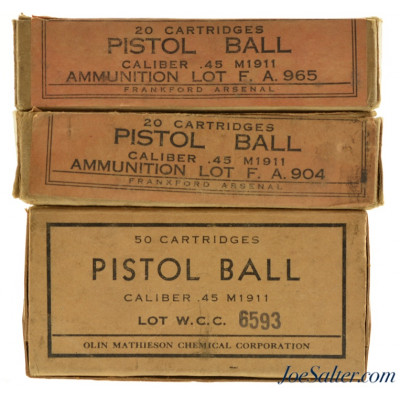 20 CARTRIDGES
PISTOL BALL
CALIBER .45 M1911
AMMUNITION LOT F. A. 965
FRANKFORD ARSENAL
20 CARTRIDGES
PISTOL BALL
CALIBER .45 M1911
AMMUNITION LOT F. A. 904
FRANKFORD ARSENAL
50 CARTRIDGES
PISTOL BALL
CALIBER .45 M1911
LOT W.C.C. 6593
OLIN MATHIESON CHEMICAL CORPORATION
JoeSalter.com